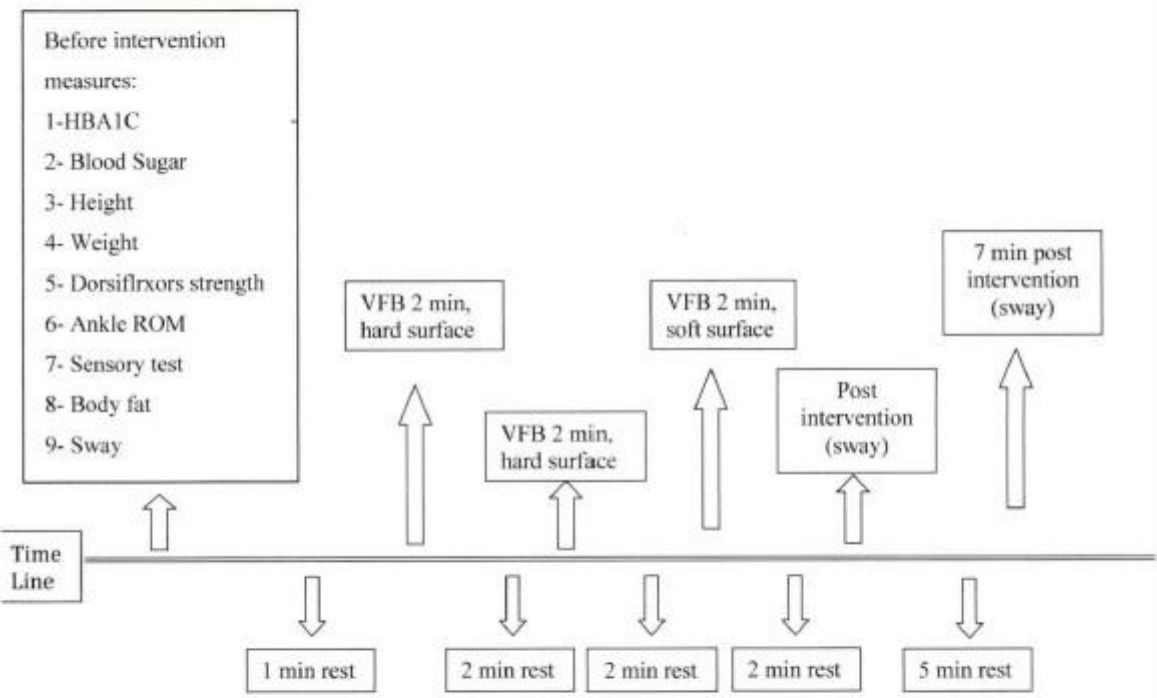 Before intervention
measures:
1-HBA1C
2- Blood Sugar
3- Height
4- Weight
5- Dorsiflrxors strength
6- Ankle ROM
7- Sensory test
8- Body fat
9- Sway
VFB 2 min,
hard surface
VFB 2 min,
hard surface
VFB 2 min,
soft surface
Post
intervention
(sway)
7 min post
intervention
(sway)
Time
Line
1 min rest
2 min rest
2 min rest
2 min rest
5 min rest